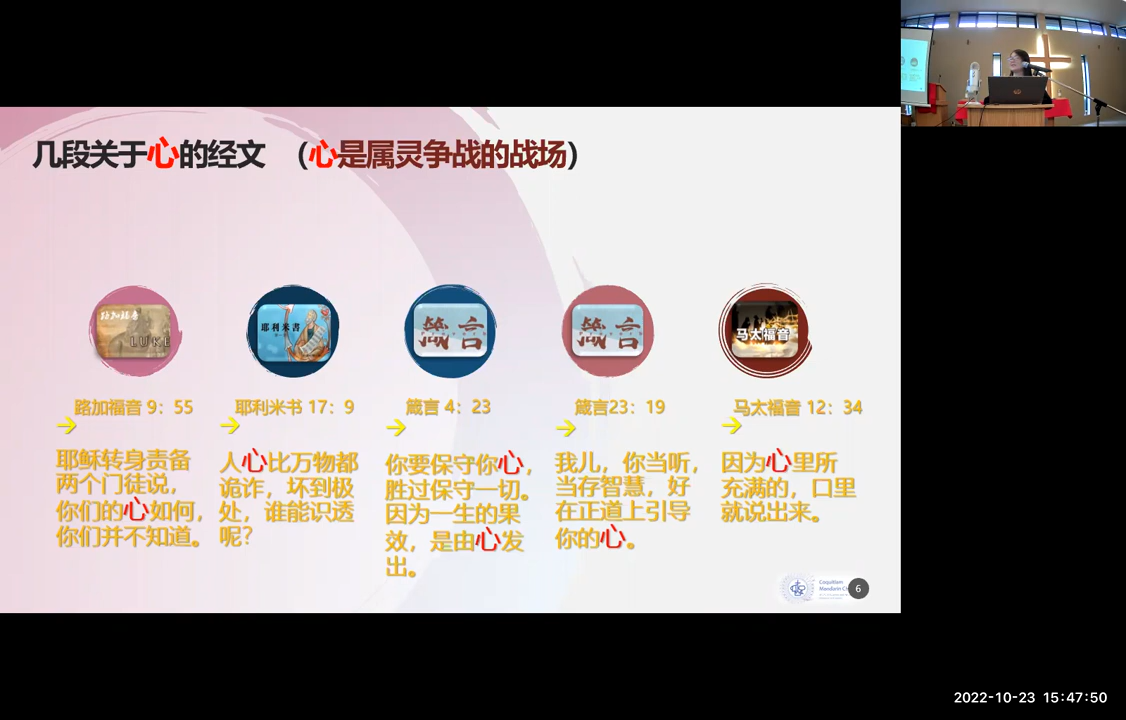 几段关于心的经文 （心是属灵争战的战场）
路加福音
LUKE
耶利米書
箴言
箴言
马太福音
路加福音 9：55
耶稣转身责备
两个门徒说，
你们的心如何，
你们并不知道。
耶利米书 17：9
人心比万物都
诡诈，坏到极
处，谁能识透
呢？
箴言 4：23
你要保守你心，
胜过保守一切。
因为一生的果
效，是由心发
出。
箴言23：19
我儿，你当听，
当存智慧，好
在正道上引导
你的心。
马太福音 12：34
因为心里所
充满的，口里
就说出来。
Coquitlam
6
2022-10-23 15:47:50